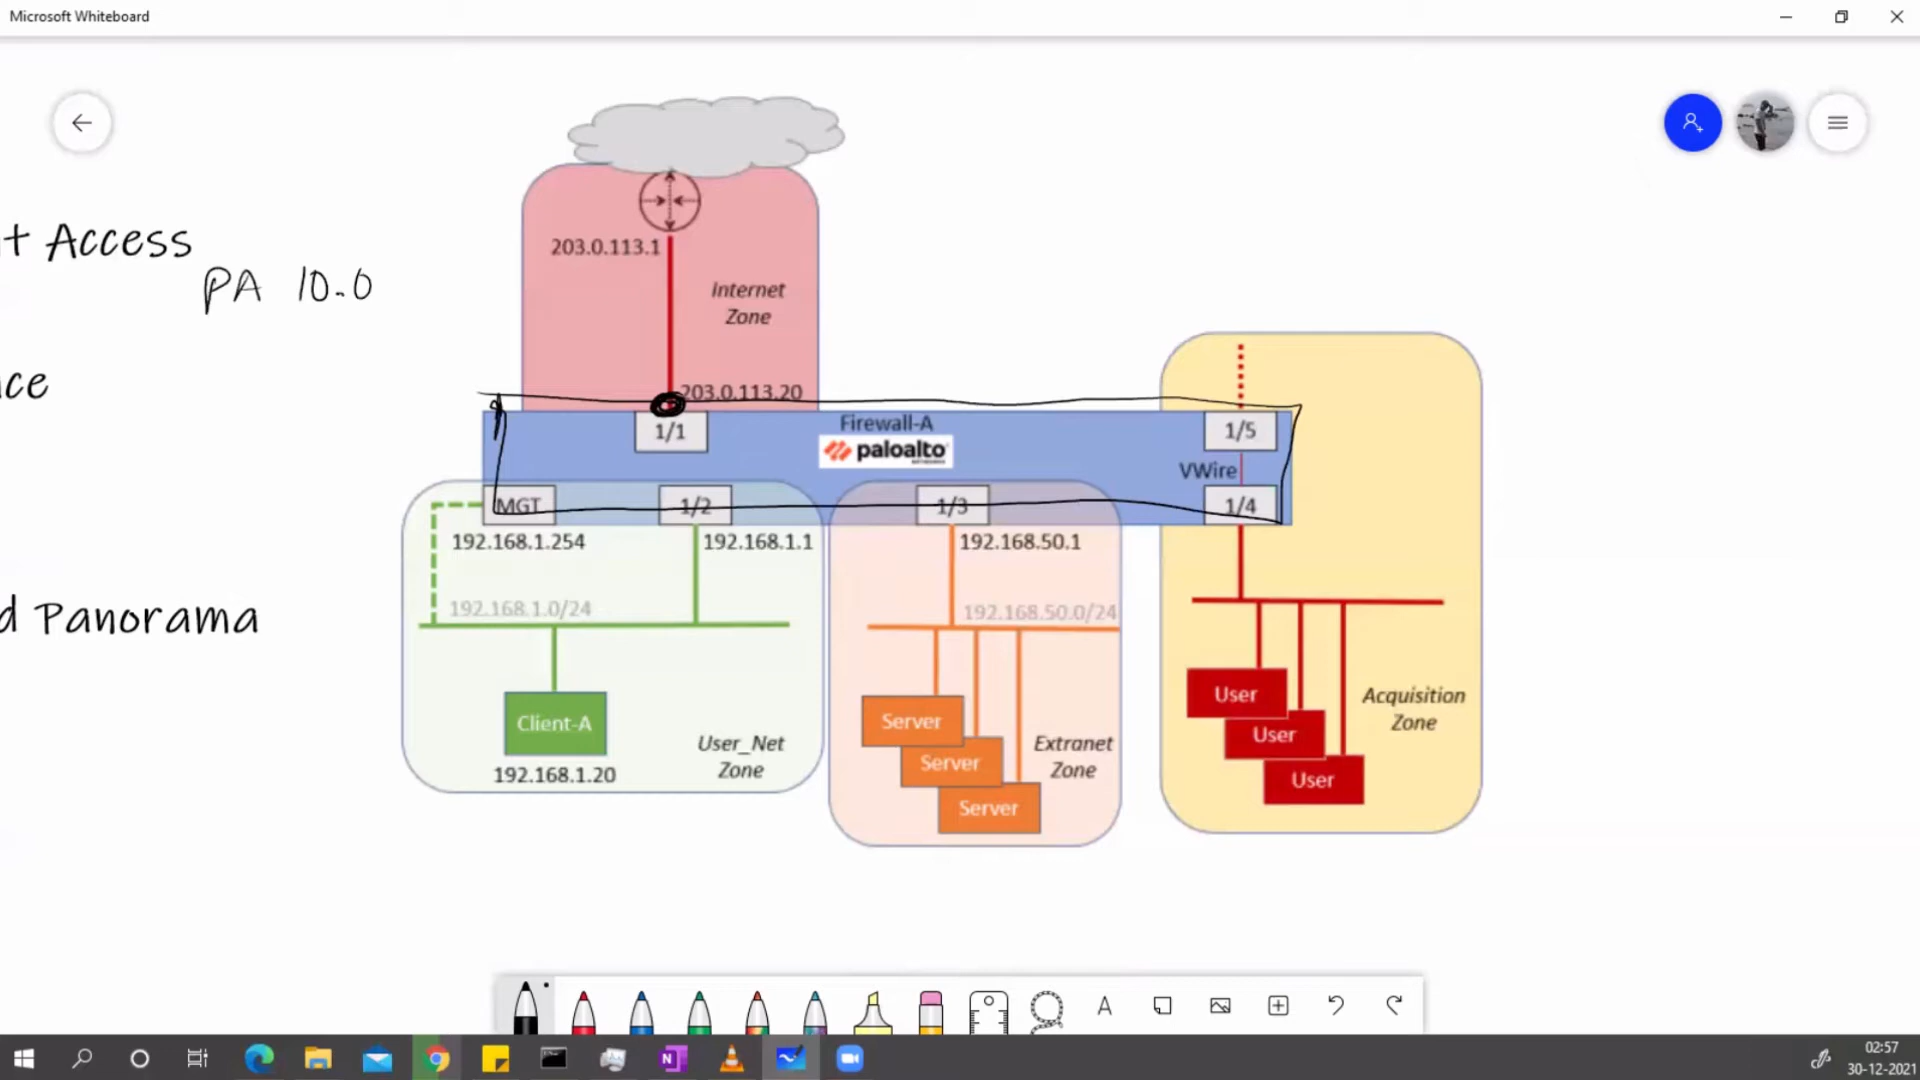 Microsoft Whiteboard
t Access
PA 10.0
ce
d Panorama
203.0.113.1
Internet
Zone
203.0.113.20
1/1
Firewall-A
paloalto
1/5
VWire
MGT
1/2
1/3
1/4
192.168.1.254
192.168.1.1
192.168.50.1
192.168.1.0/24
192.168.50.0/24
Client-A
192.168.1.20
User_Net
Zone
Server
Server
Server
Extranet
Zone
User
User
User
Acquisition
Zone
A
N
02:57
30-12-2021